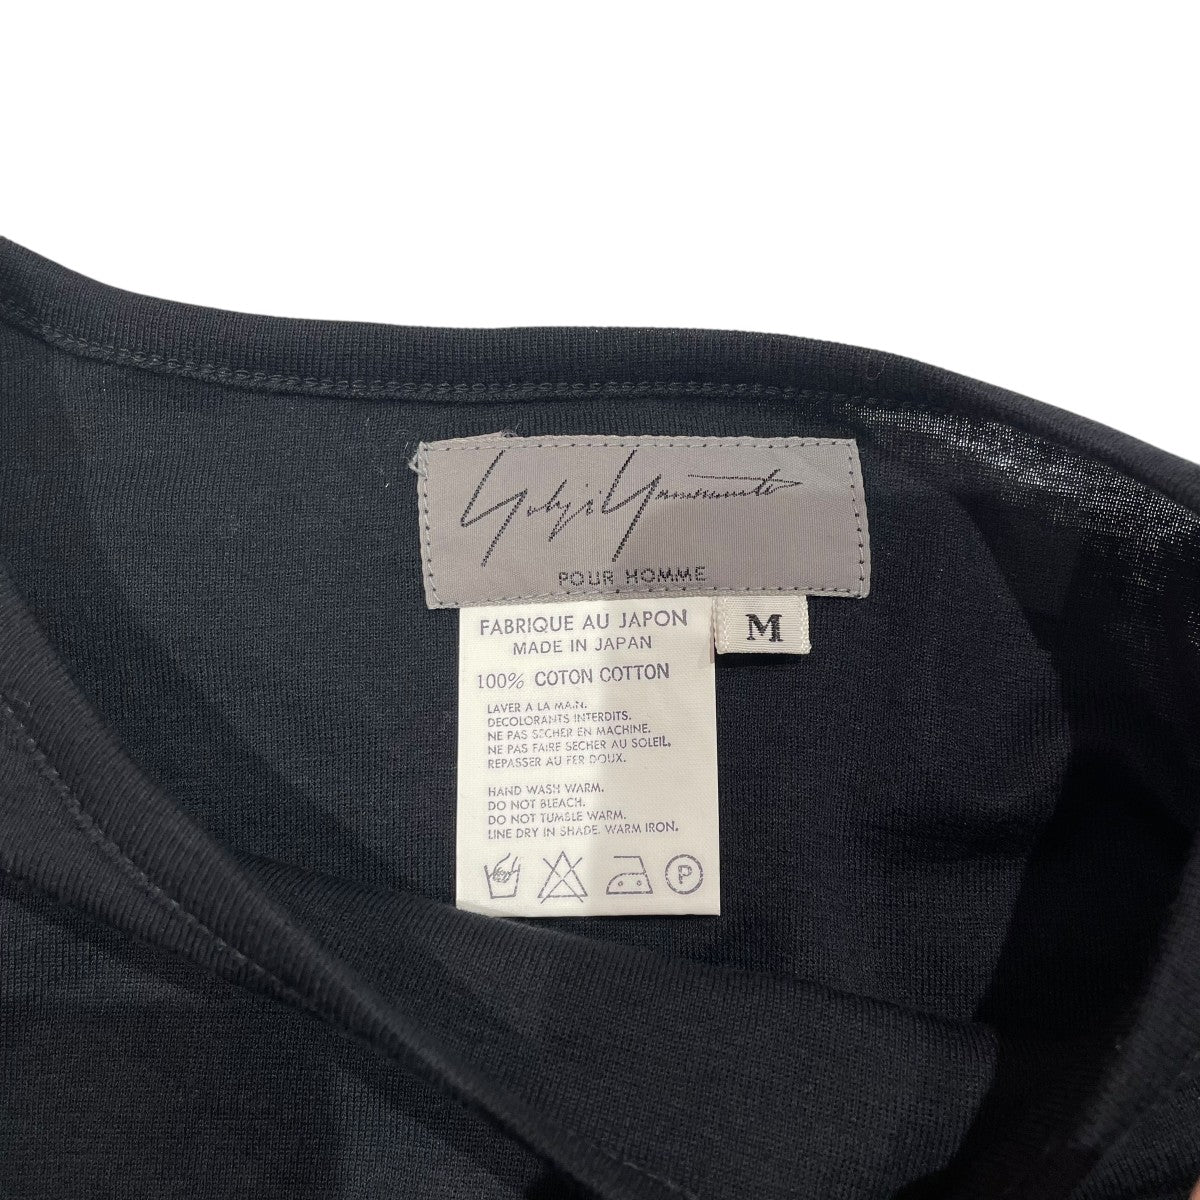 Yohji Yamamoto
POUR HOMME
FABRIQUE AU JAPON
MADE IN JAPAN
M
100% COTON COTTON
LAVER A LA MAIN.
DECOLORANTS INTERDITS.
NE PAS SECHER EN MACHINE.
NE PAS FAIRE SECHER AU SOLEIL.
REPASSER AU FER DOUX.
HAND WASH WARM.
DO NOT BLEACH.
DO NOT TUMBLE WARM.
LINE DRY IN SHADE. WARM IRON.
P